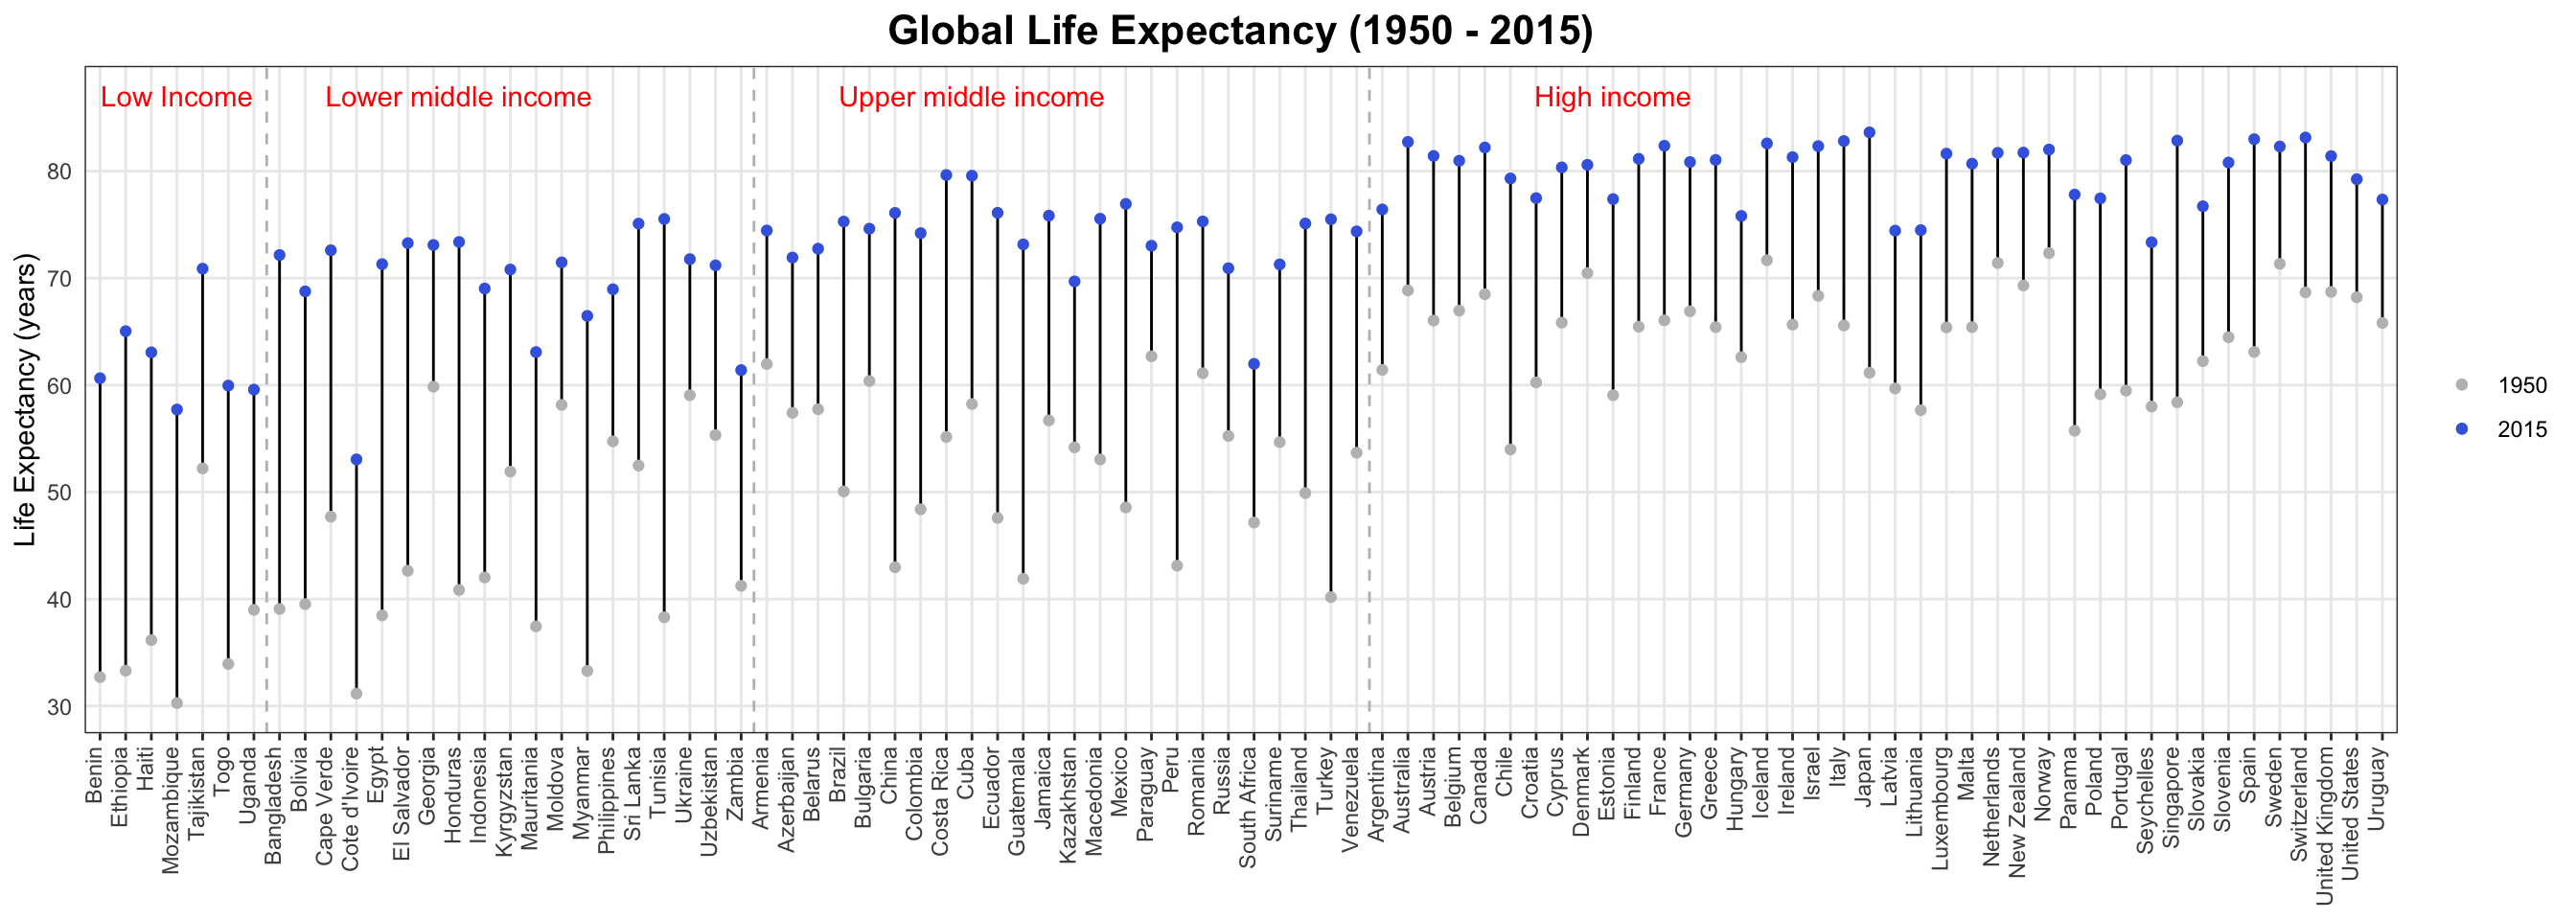 Global Life Expectancy (1950 - 2015)
Low Income
Lower middle income
Upper middle income
High income
Life Expectancy (years)
80
70
60
50
40
30
1950
2015
Benin
Ethiopia
Haiti
Mozambique
Tajikistan
Togo
Uganda
Bangladesh
Bolivia
Cape Verde
Cote d'Ivoire
Egypt
El Salvador
Georgia
Honduras
Indonesia
Kyrgyzstan
Mauritania
Moldova
Myanmar
Philippines
Sri Lanka
Tunisia
Ukraine
Uzbekistan
Zambia
Armenia
Azerbaijan
Belarus
Brazil
Bulgaria
China
Colombia
Costa Rica
Cuba
Ecuador
Guatemala
Jamaica
Kazakhstan
Macedonia
Mexico
Paraguay
Peru
Romania
Russia
South Africa
Suriname
Thailand
Turkey
Venezuela
Argentina
Australia
Austria
Belgium
Canada
Chile
Croatia
Cyprus
Denmark
Estonia
Finland
France
Germany
Greece
Hungary
Iceland
Ireland
Israel
Italy
Japan
Latvia
Lithuania
Luxembourg
Malta
Netherlands
New Zealand
Norway
Panama
Poland
Portugal
Seychelles
Singapore
Slovakia
Slovenia
Spain
Sweden
Switzerland
United Kingdom
United States
Uruguay